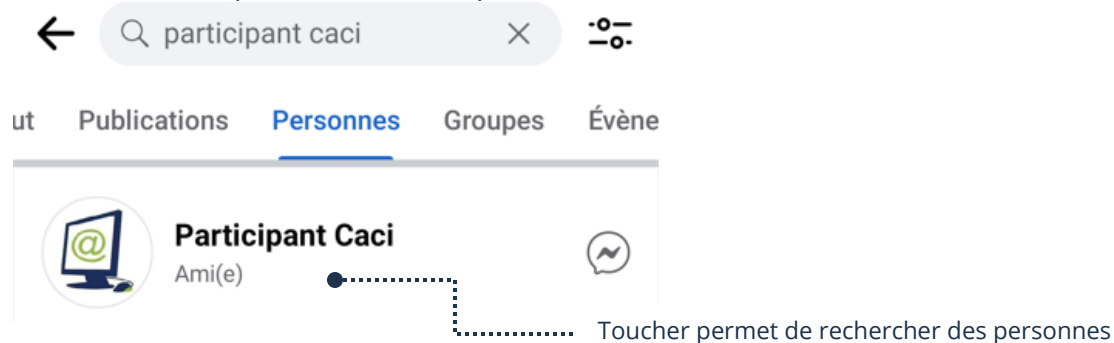 participant caci
ut Publications Personnes Groupes Évène
@
Participant Caci
Ami(e)
Toucher permet de rechercher des personnes